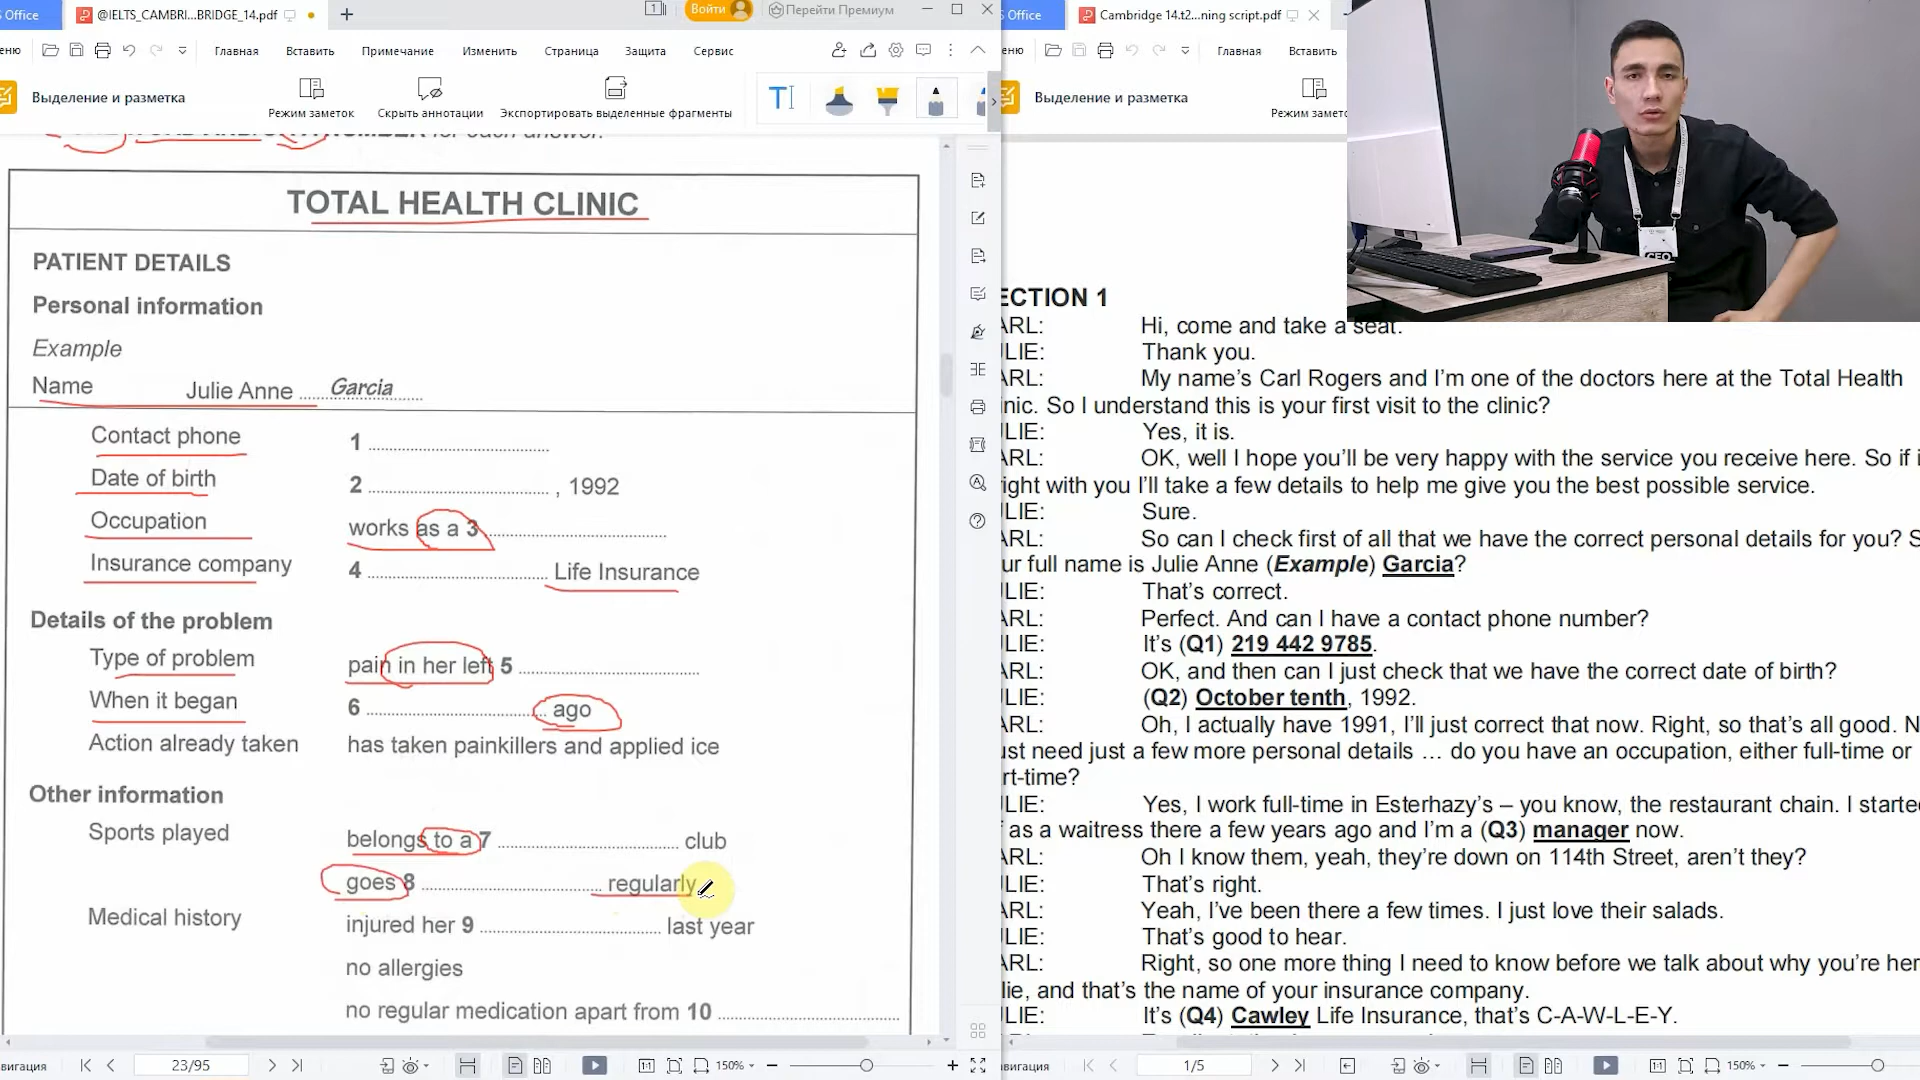 Office
@IELTS_CAMBRI...BRIDGE_14.pdf
Войти
Перейти Премиум
Office
Cambridge 14.t2...ning script.pdf
Главная Вставить Примечание Изменить Страница Защита Сервис
Главная Вставить
Выделение и разметка
Режим заметок
Скрыть аннотации
Экспортировать выделенные фрагменты
Выделение и разметка
Режим замето
NUMBER for each answer.
TOTAL HEALTH CLINIC
PATIENT DETAILS
Personal information
Example
Name Julie Anne Garcia
Contact phone 1
Date of birth 2 , 1992
Occupation works as a 3
Insurance company 4 Life Insurance
Details of the problem
Type of problem pain in her left 5
When it began 6 ago
Action already taken has taken painkillers and applied ice
Other information
Sports played belongs to a 7 club
goes 8 regularly
Medical history injured her 9 last year
no allergies
no regular medication apart from 10
CEO
ECTION 1
ARL: Hi, come and take a seat.
LIE: Thank you.
ARL: My name's Carl Rogers and I'm one of the doctors here at the Total Health
nic. So I understand this is your first visit to the clinic?
LIE: Yes, it is.
ARL: OK, well I hope you'll be very happy with the service you receive here. So if i
ight with you I'll take a few details to help me give you the best possible service.
LIE: Sure.
ARL: So can I check first of all that we have the correct personal details for you? S
ur full name is Julie Anne (Example) Garcia?
LIE: That's correct.
ARL: Perfect. And can I have a contact phone number?
LIE: It's (Q1) 219 442 9785.
ARL: OK, and then can I just check that we have the correct date of birth?
LIE: (Q2) October tenth, 1992.
ARL: Oh, I actually have 1991, I'll just correct that now. Right, so that's all good. N
ust need just a few more personal details … do you have an occupation, either full-time or
rt-time?
LIE: Yes, I work full-time in Esterhazy's – you know, the restaurant chain. I starte
f as a waitress there a few years ago and I'm a (Q3) manager now.
ARL: Oh I know them, yeah, they're down on 114th Street, aren't they?
LIE: That's right.
ARL: Yeah, I've been there a few times. I just love their salads.
LIE: That's good to hear.
ARL: Right, so one more thing I need to know before we talk about why you're her
lie, and that's the name of your insurance company.
LIE: It's (Q4) Cawley Life Insurance, that's C-A-W-L-E-Y.
вигация 23/95 150%
вигация 1/5 150%